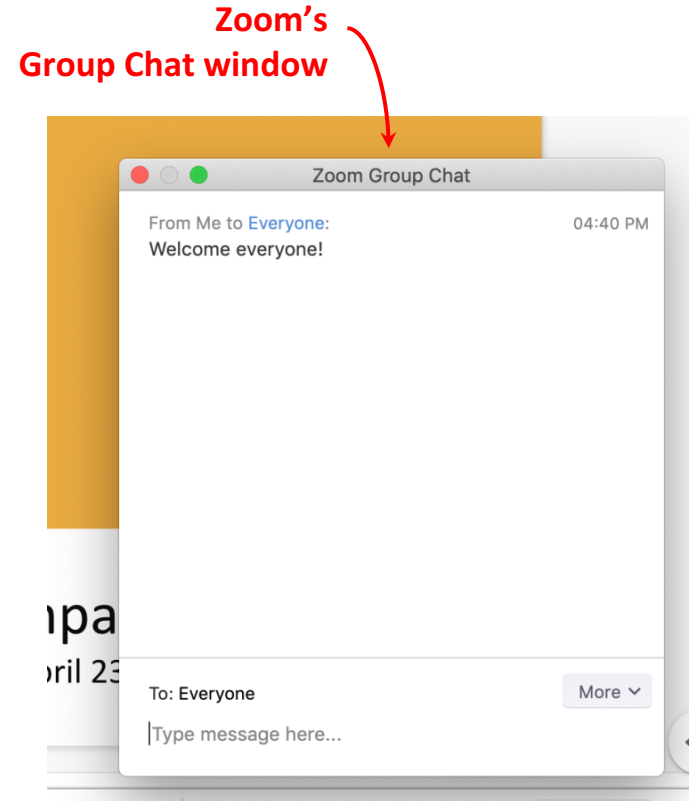 Zoom’s
Group Chat window
Zoom Group Chat
From Me to Everyone: 04:40 PM
Welcome everyone!
To: Everyone More
Type message here...